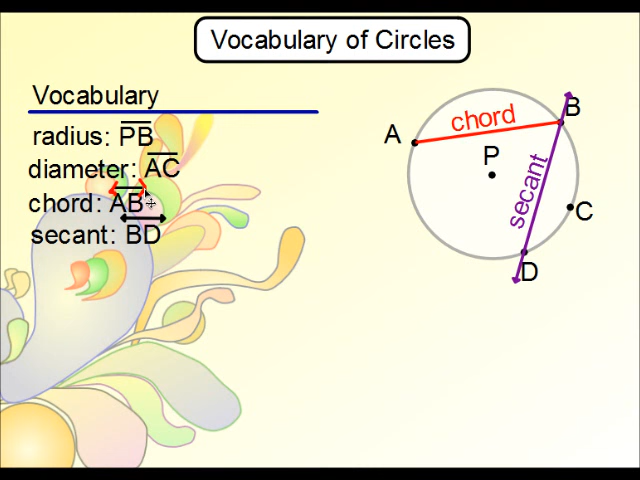 Vocabulary of Circles
Vocabulary
radius: PB
diameter: AC
chord: AB
secant: BD
A
chord
B
P
secant
C
D